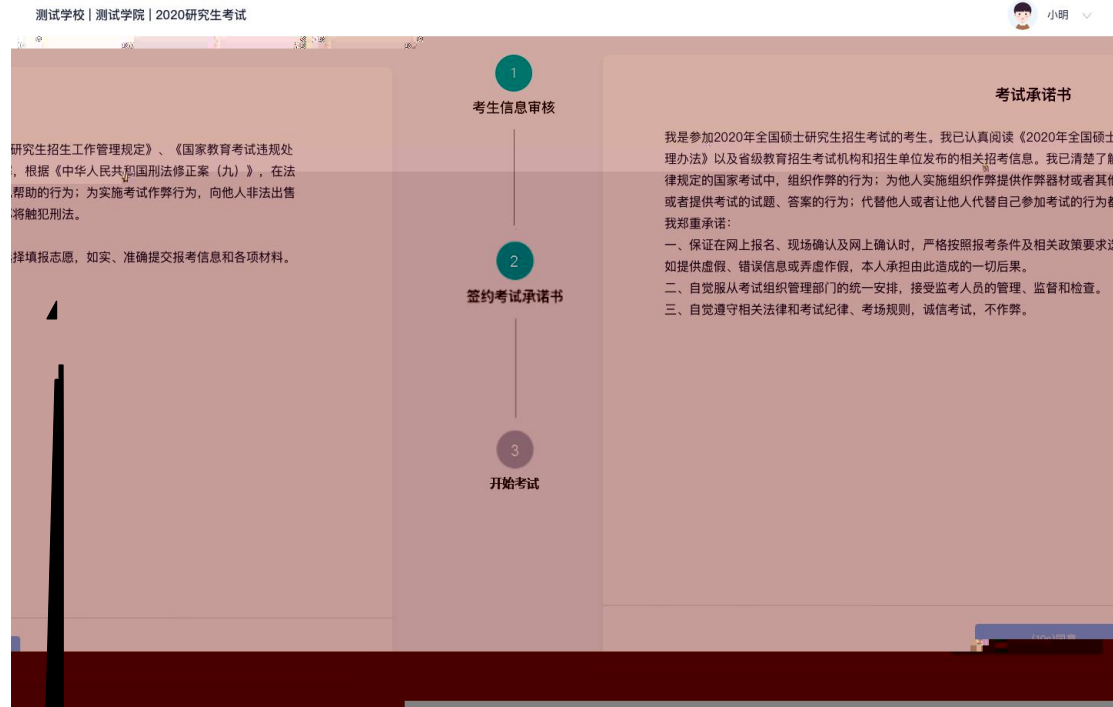 测试学校 | 测试学院 | 2020研究生考试
小明
研究生招生工作管理规定》、《国家教育考试违规处
，根据《中华人民共和国刑法修正案（九）》，在法
帮助的行为；为实施考试作弊行为，向他人非法出售
将触犯刑法。
择填报志愿，如实、准确提交报考信息和各项材料。
1
考生信息审核
2
签约考试承诺书
3
开始考试
考试承诺书
我是参加2020年全国硕士研究生招生考试的考生。我已认真阅读《2020年全国硕士
理办法》以及省级教育招生考试机构和招生单位发布的相关招考信息。我已清楚了解
律规定的国家考试中，组织作弊的行为；为他人实施组织作弊提供作弊器材或者其他
或者提供考试的试题、答案的行为；代替他人或者让他人代替自己参加考试的行为都
我郑重承诺：
一、保证在网上报名、现场确认及网上确认时，严格按照报考条件及相关政策要求选
如提供虚假、错误信息或弄虚作假，本人承担由此造成的一切后果。
二、自觉服从考试组织管理部门的统一安排，接受监考人员的管理、监督和检查。
三、自觉遵守相关法律和考试纪律、考场规则，诚信考试，不作弊。